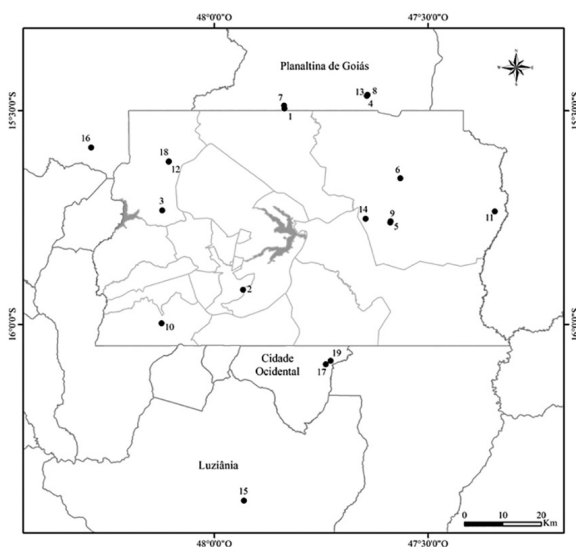 48°0'0"W 47°30'0"W
Planaltina de Goiás
N
13 8
4
7
1
15°30'0"S 15°30'0"S
16
18
12
6
3
14 9
5
11
2
16°0'0"S 16°0'0"S
10
Cidade
Ocidental
19
17
Luziânia
15
0 10 20
Km
48°0'0"W 47°30'0"W